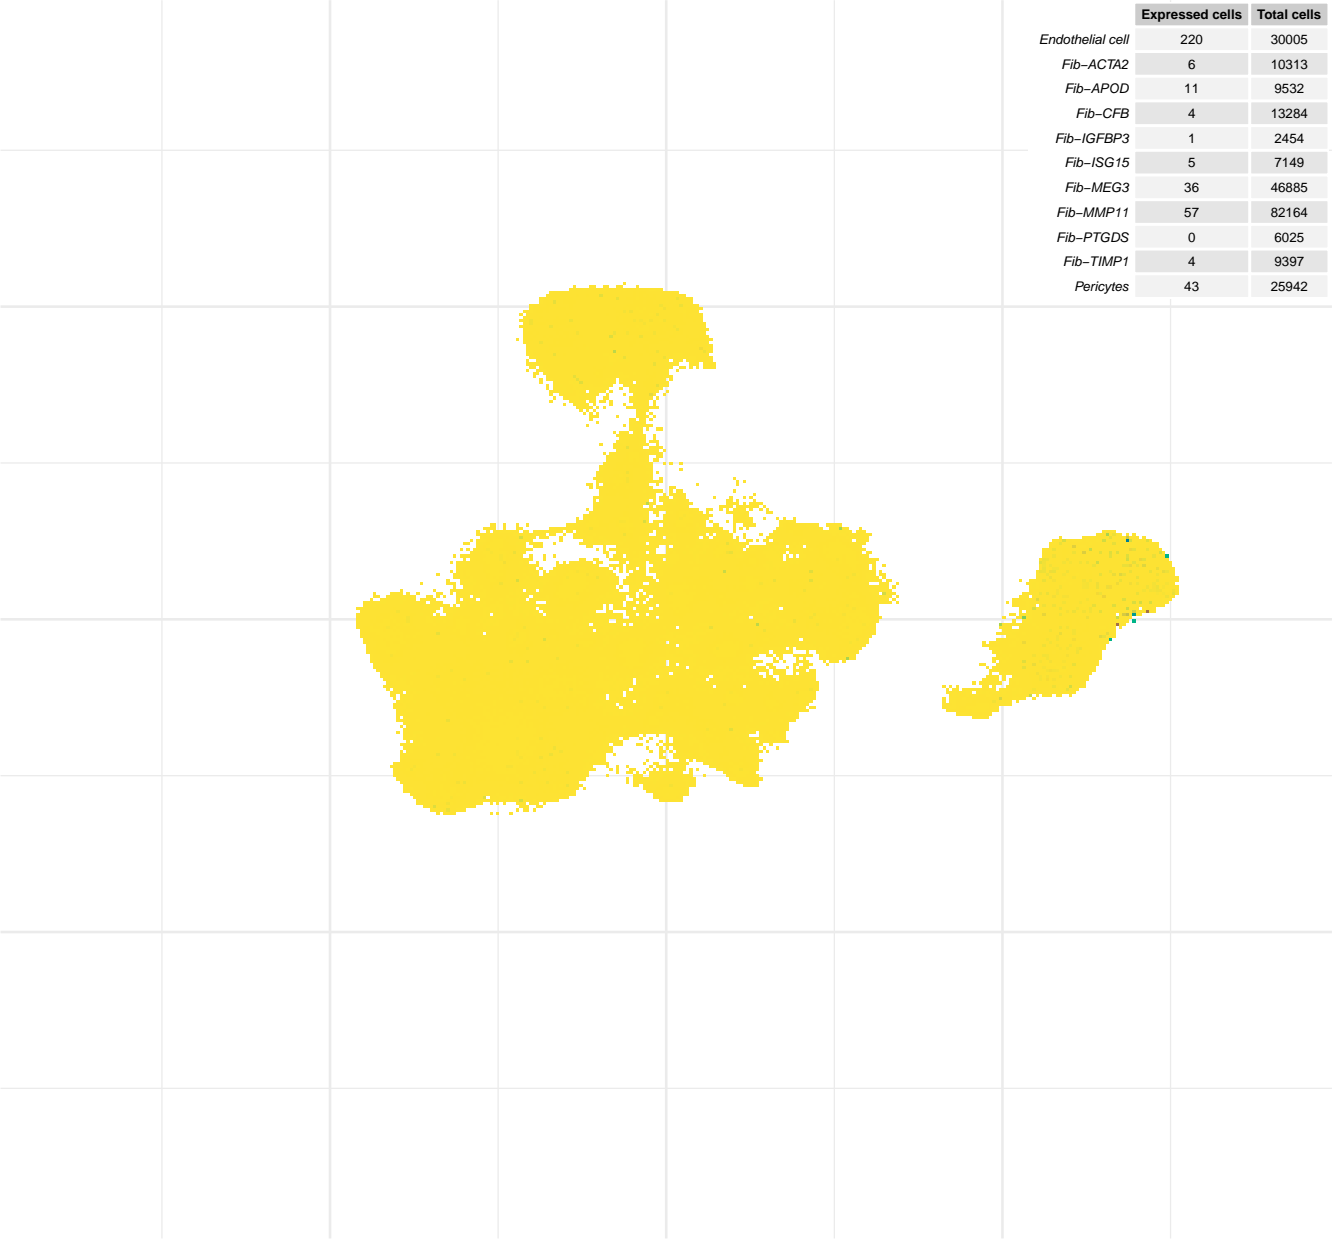 Expressed cells Total cells
Endothelial cell 220 30005
Fib−ACTA2 6 10313
Fib−APOD 11 9532
Fib−CFB 4 13284
Fib−IGFBP3 1 2454
Fib−ISG15 5 7149
Fib−MEG3 36 46885
Fib−MMP11 57 82164
Fib−PTGDS 0 6025
Fib−TIMP1 4 9397
Pericytes 43 25942